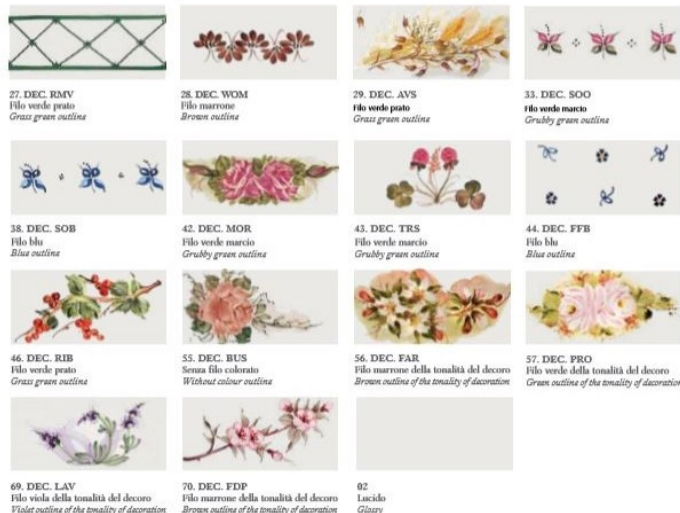 27. DEC. RMV
Filo verde prato
Grass green outline
28. DEC. WOM
Filo marrone
Brown outline
29. DEC. AVS
Filo verde prato
Grass green outline
33. DEC. SOO
Filo verde marcio
Grubby green outline
38. DEC. SOB
Filo blu
Blue outline
42. DEC. MOR
Filo verde marcio
Grubby green outline
43. DEC. TRS
Filo verde marcio
Grubby green outline
44. DEC. FFB
Filo blu
Blue outline
46. DEC. RIB
Filo verde prato
Grass green outline
55. DEC. BUS
Senza filo colorato
Without colour outline
56. DEC. FAR
Filo marrone della tonalità del decoro
Brown outline of the tonality of decoration
57. DEC. PRO
Filo verde della tonalità del decoro
Green outline of the tonality of decoration
69. DEC. LAV
Filo viola della tonalità del decoro
Violet outline of the tonality of decoration
70. DEC. FDP
Filo marrone della tonalità del decoro
Brown outline of the tonality of decoration
02
Lucido
Glossy